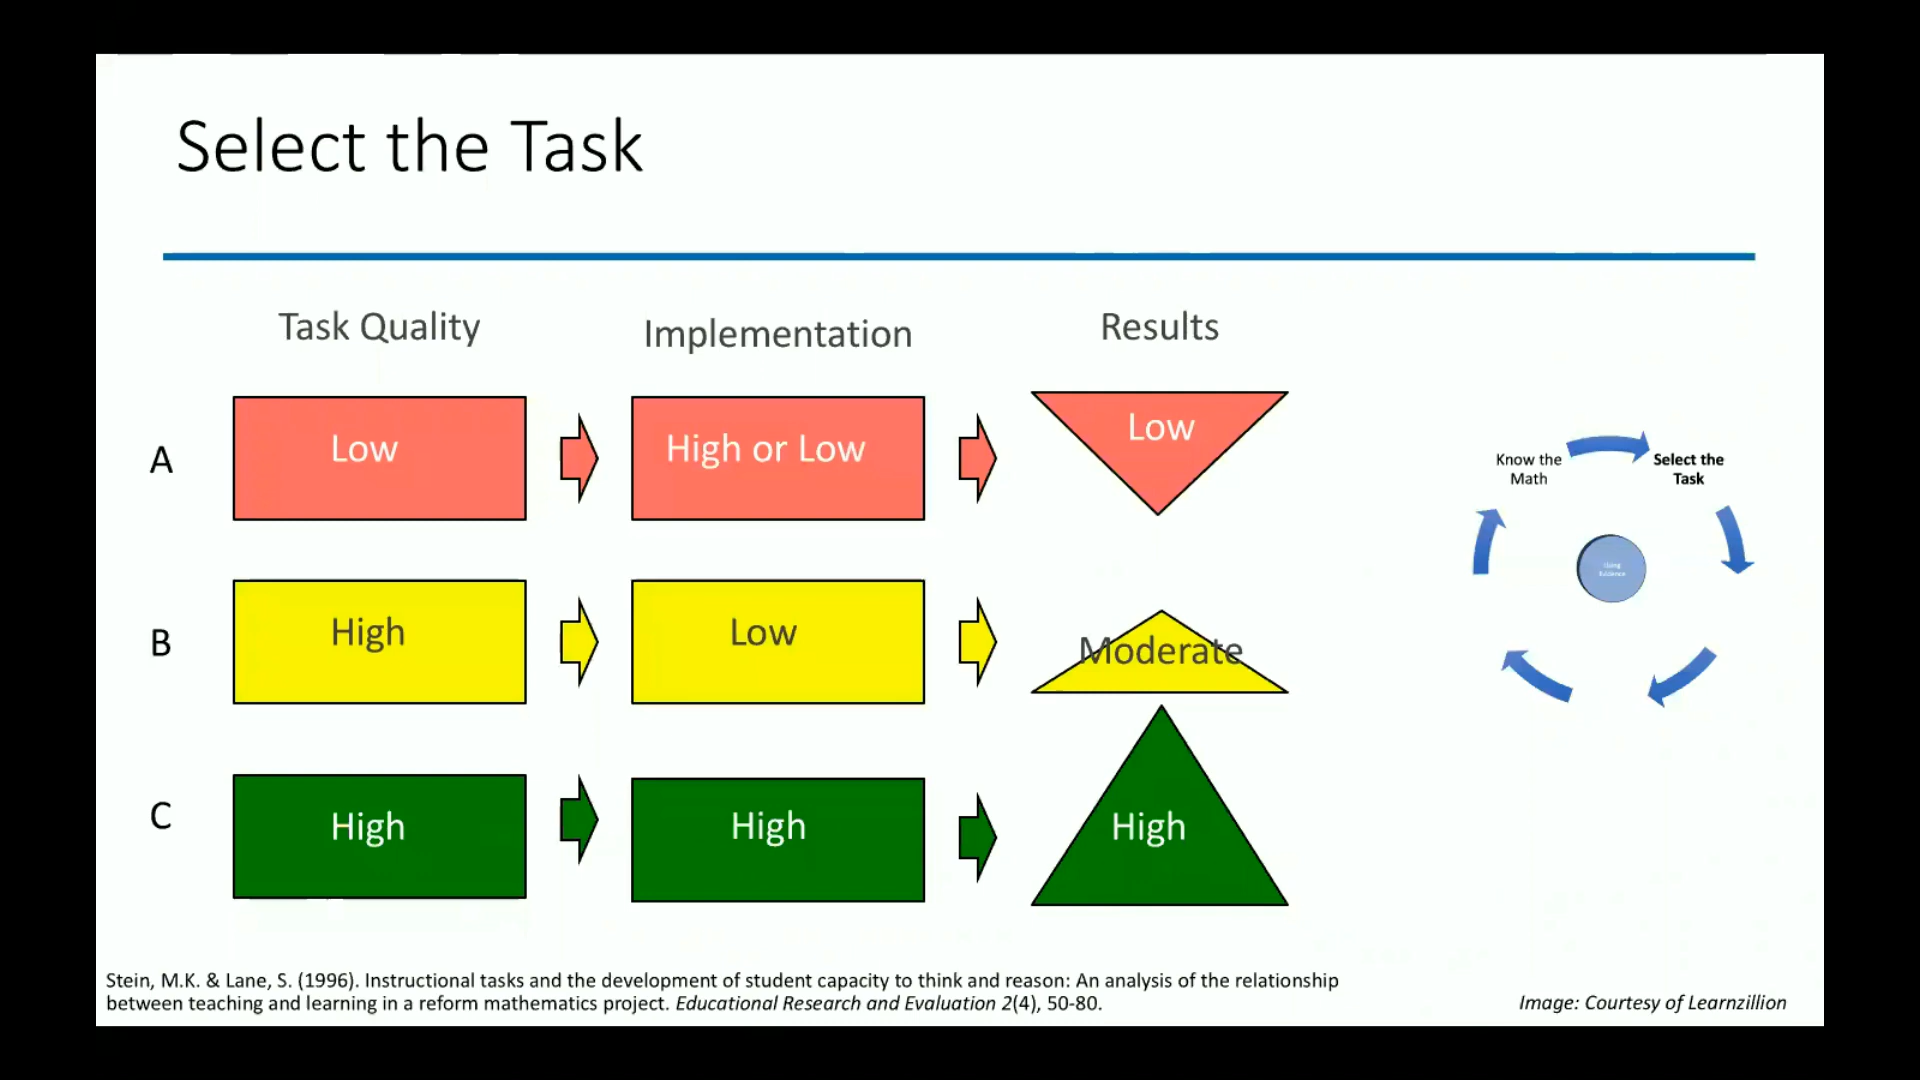 Select the Task
Task Quality
Implementation
Results
A
Low
High or Low
Low
B
High
Low
Moderate
C
High
High
High
Know the
Math
Select the
Task
Using
Evidence
Stein, M.K. & Lane, S. (1996). Instructional tasks and the development of student capacity to think and reason: An analysis of the relationship
between teaching and learning in a reform mathematics project. Educational Research and Evaluation 2(4), 50-80.
Image: Courtesy of Learnzillion